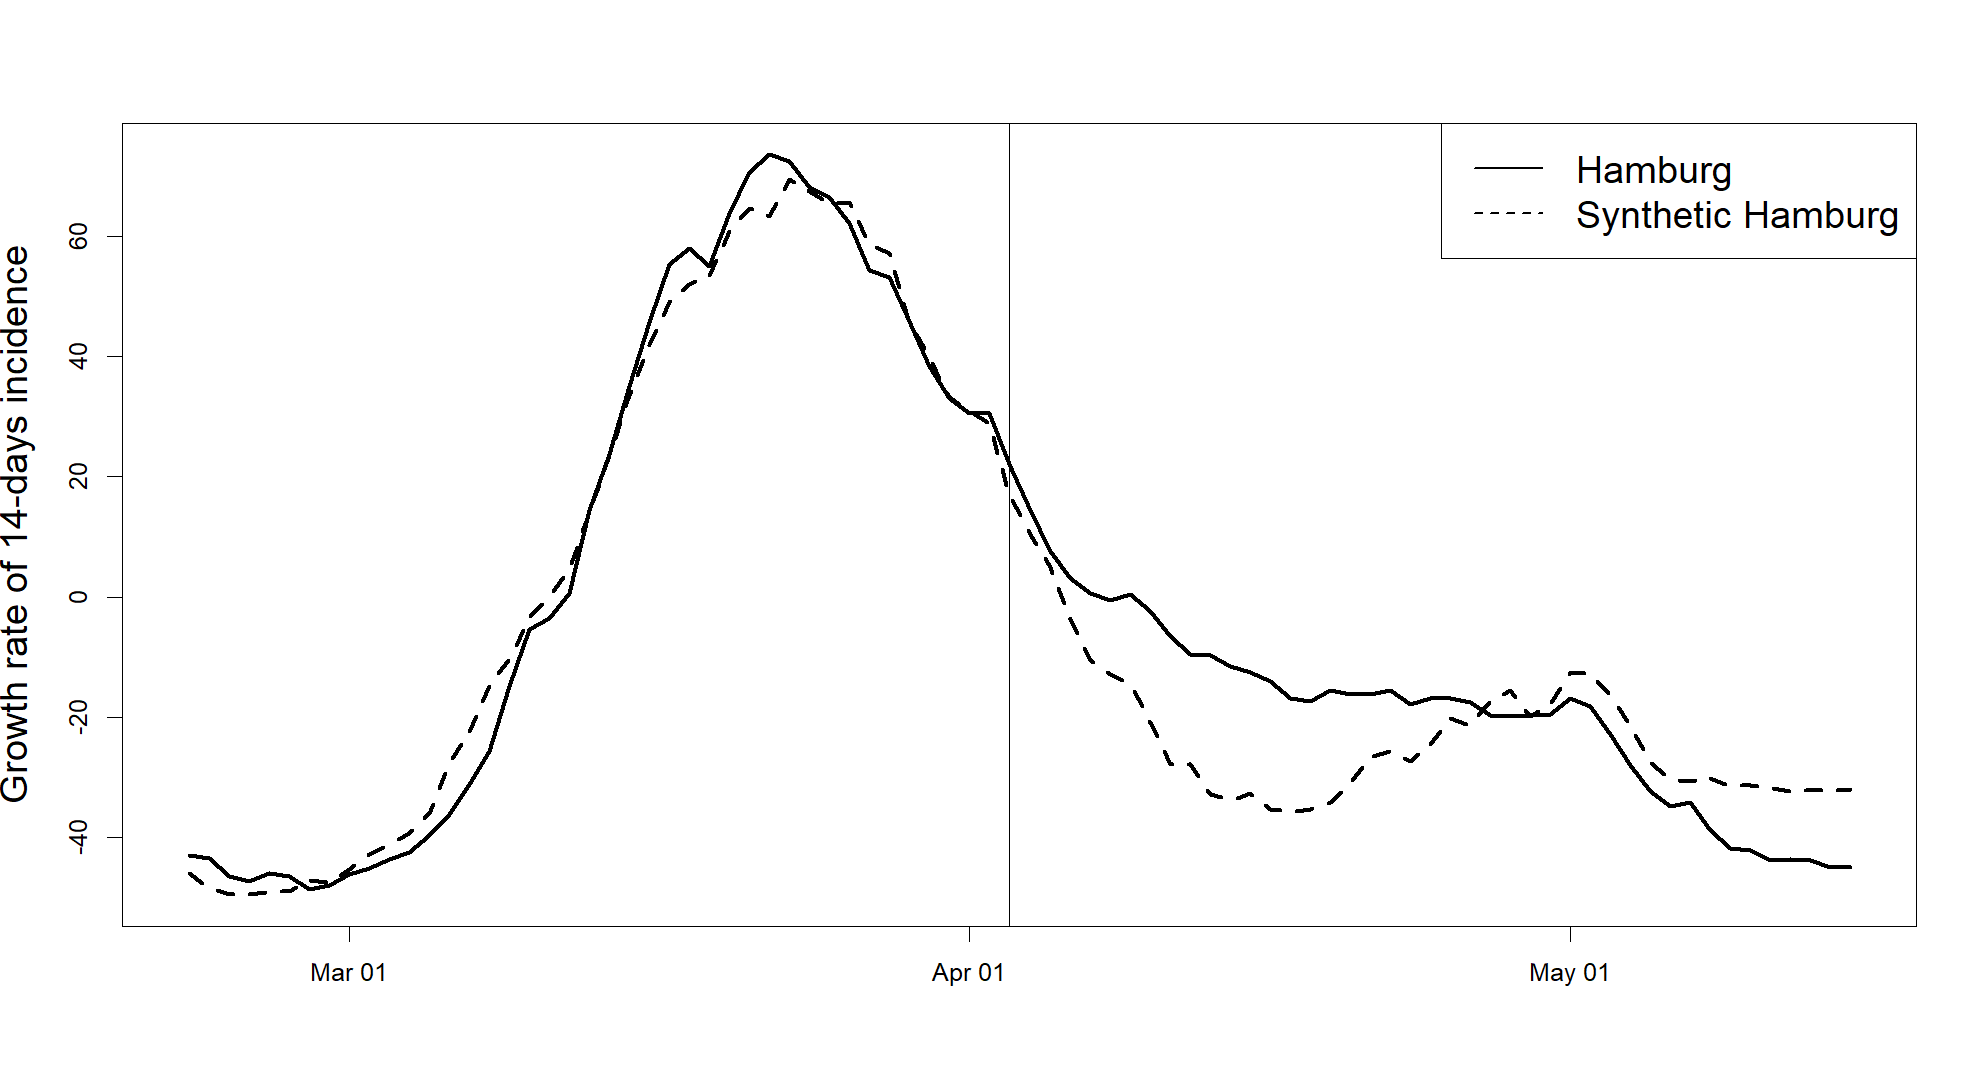 Growth rate of 14-days incidence
60
40
20
0
-20
-40
Mar 01
Apr 01
May 01
Hamburg
Synthetic Hamburg